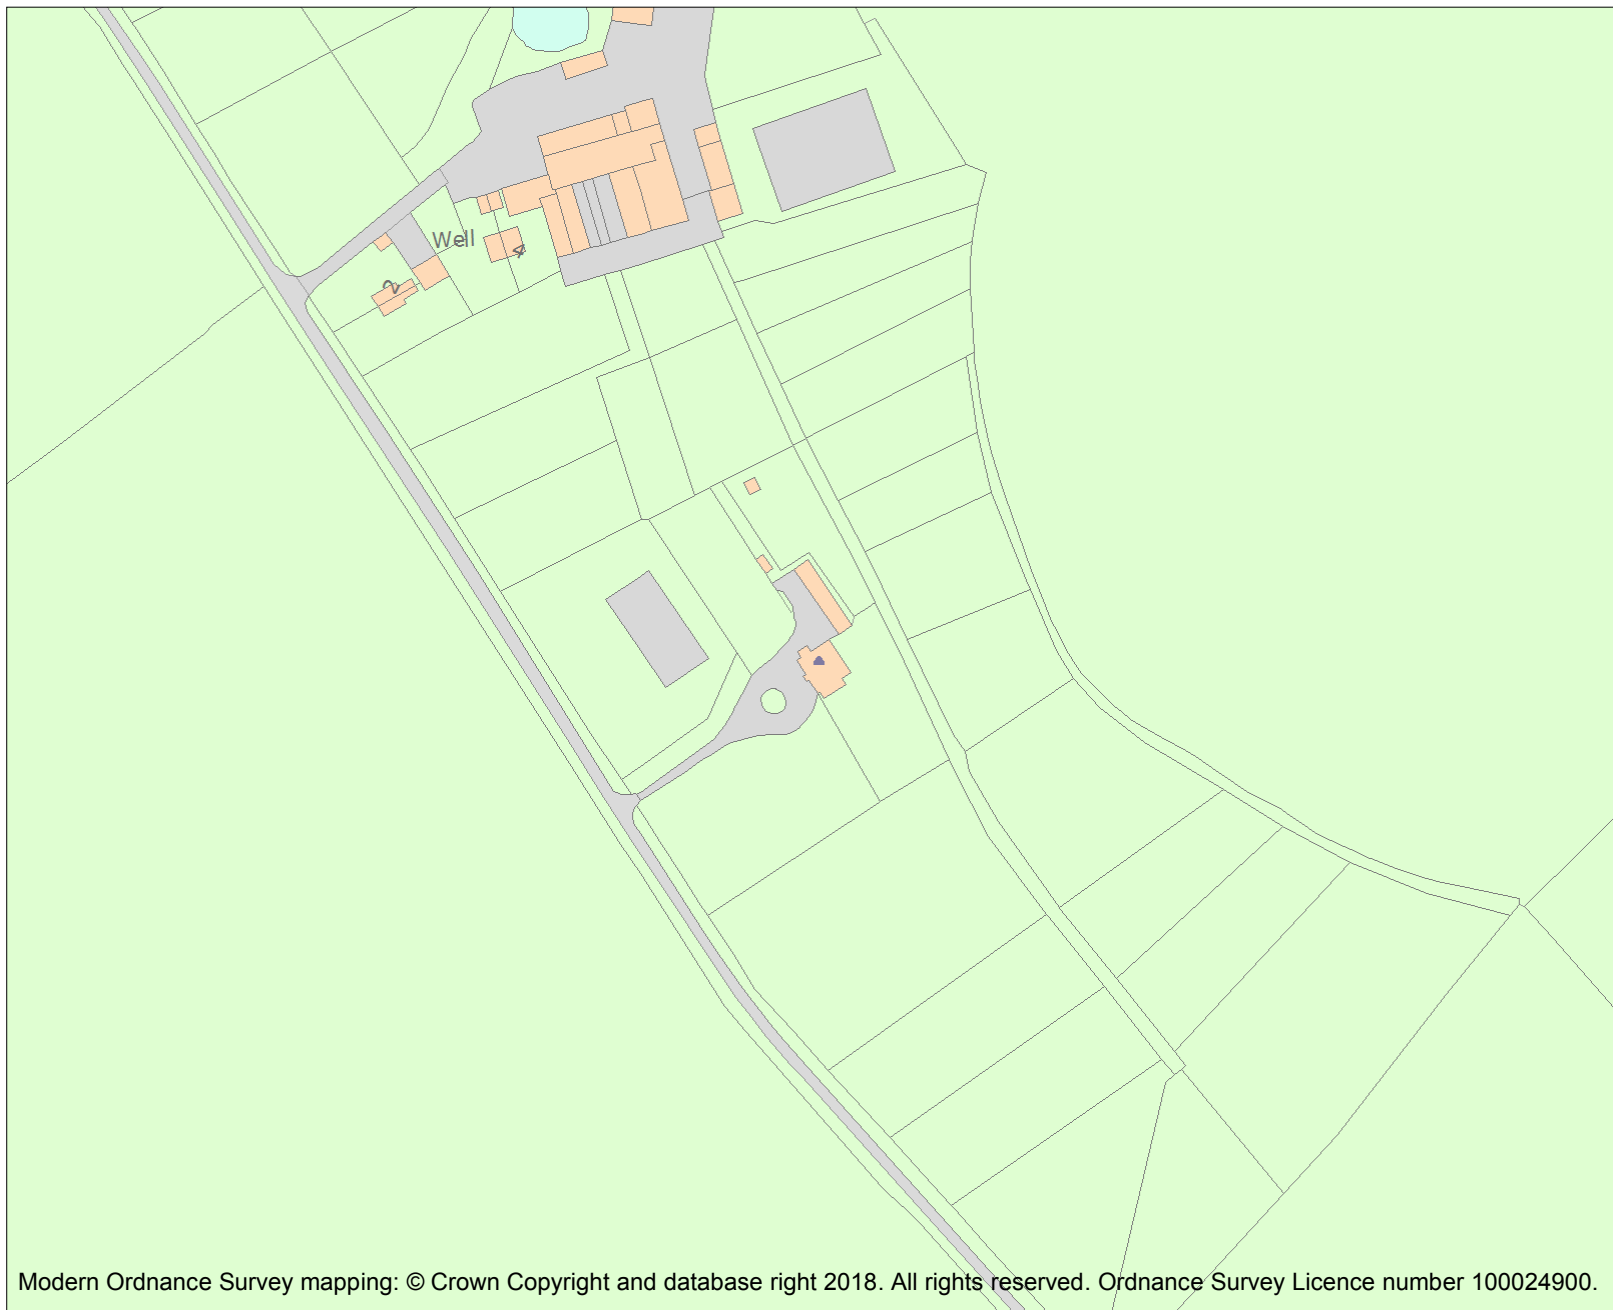 Well
4
2
Modern Ordnance Survey mapping: © Crown Copyright and database right 2018. All rights reserved. Ordnance Survey Licence number 100024900.